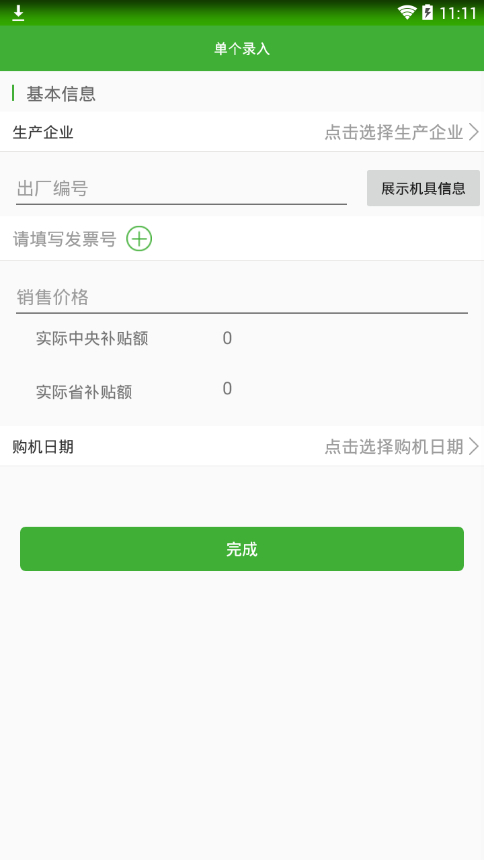 11:11
单个录入
基本信息
生产企业 点击选择生产企业
出厂编号 展示机具信息
请填写发票号
销售价格
实际中央补贴额 0
实际省补贴额 0
购机日期 点击选择购机日期
完成